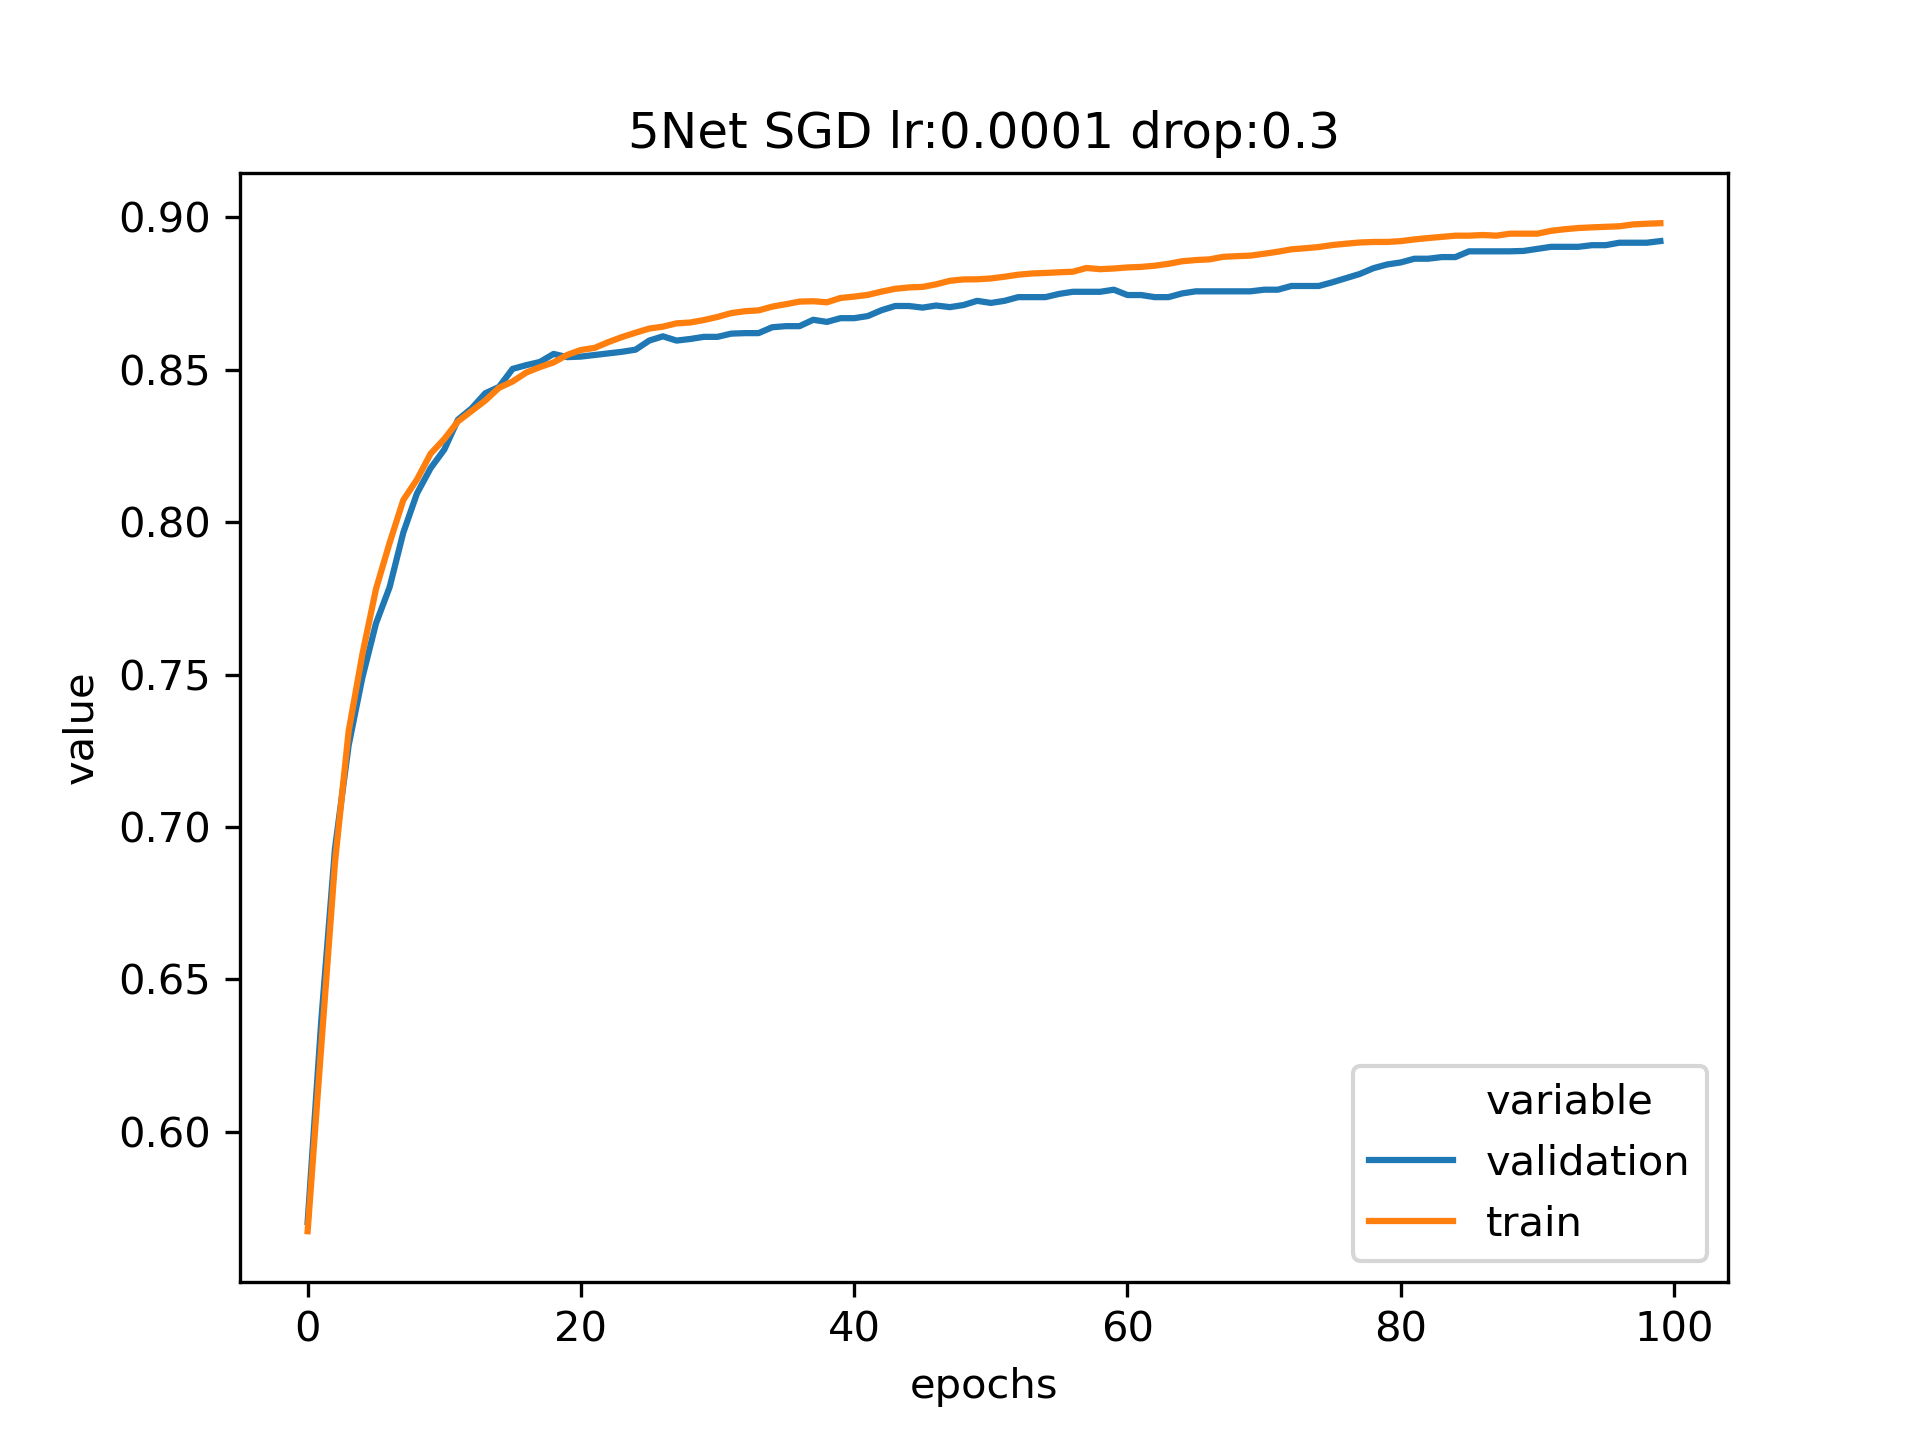 5Net SGD lr:0.0001 drop:0.3
0.90
0.85
0.80
0.75
0.70
0.65
0.60
value
variable
validation
train
0 20 40 60 80 100
epochs